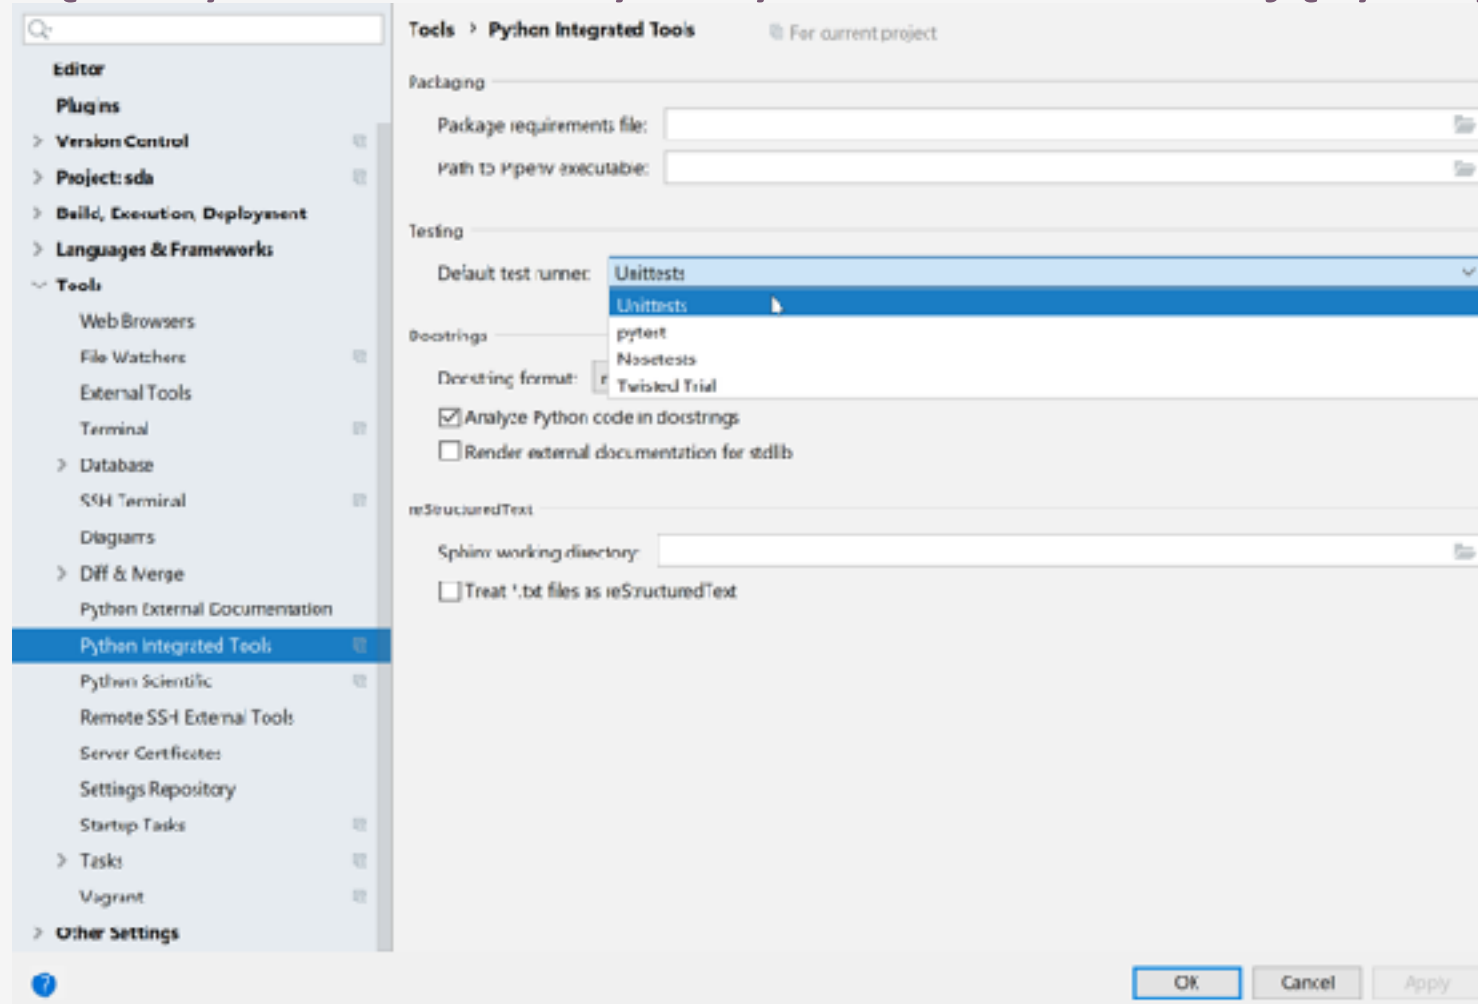 Tools > Python Integrated Tools
For current project
Editor
Plugins
Version Control
Project: sda
Build, Execution, Deployment
Languages & Frameworks
Tools
Web Browsers
File Watchers
External Tools
Terminal
Database
SSH Terminal
Diagrams
Diff & Merge
Python External Documentation
Python Integrated Tools
Python Scientific
Remote SSH External Tools
Server Certificates
Settings Repository
Startup Tasks
Tasks
Vagrant
Other Settings
Packaging
Package requirements file:
Path to Pipenv executable:
Testing
Default test runner: Unittests
Unittests
pytest
Nosetests
Twisted Trial
Docstrings
Docstring format: r
Analyze Python code in docstrings
Render external documentation for stdlib
reStructuredText
Sphinx working directory:
Treat *.txt files as reStructuredText
?
OK Cancel Apply